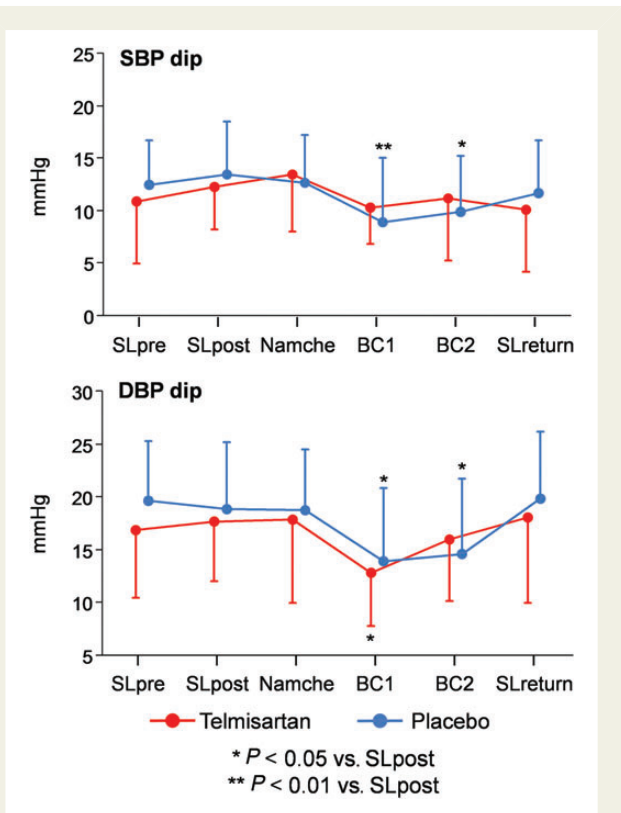 SBP dip
25
20
15
10
5
0
mmHg
** *
SLpre SLpost Namche BC1 BC2 SLreturn
DBP dip
30
25
20
15
10
5
mmHg
* *
*
SLpre SLpost Namche BC1 BC2 SLreturn
Telmisartan Placebo
* P < 0.05 vs. SLpost
** P < 0.01 vs. SLpost